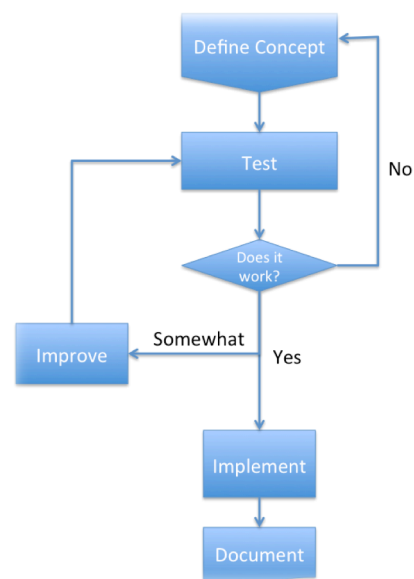 Define Concept
Test
No
Does it
work?
Somewhat
Improve
Yes
Implement
Document